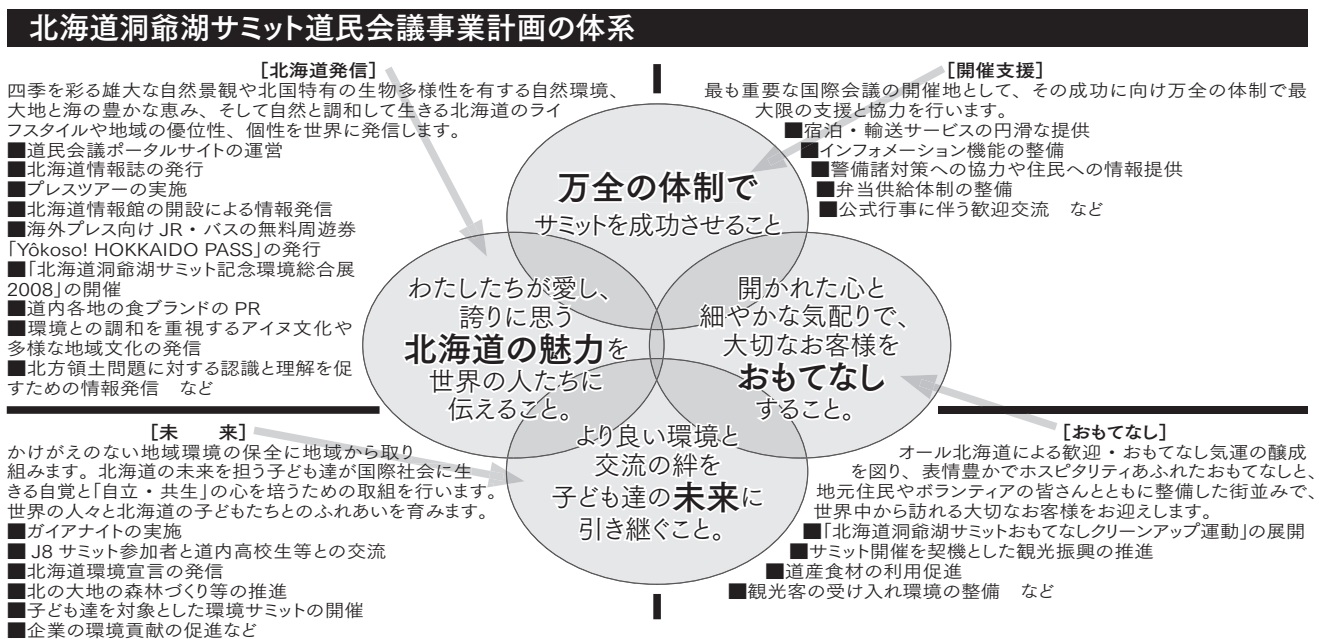 北海道洞爺湖サミット道民会議事業計画の体系
［北海道発信］
四季を彩る雄大な自然景観や北国特有の生物多様性を有する自然環境、
大地と海の豊かな恵み、そして自然と調和して生きる北海道のライ
フスタイルや地域の優位性、個性を世界に発信します。
■道民会議ポータルサイトの運営
■北海道情報誌の発行
■プレスツアーの実施
■北海道情報館の開設による情報発信
■海外プレス向け JR・バスの無料周遊券
「Yôkoso! HOKKAIDO PASS」の発行
■「北海道洞爺湖サミット記念環境総合展
2008」の開催
■道内各地の食ブランドの PR
■環境との調和を重視するアイヌ文化や
多様な地域文化の発信
■北方領土問題に対する認識と理解を促
すための情報発信　など
［開催支援］
最も重要な国際会議の開催地として、その成功に向け万全の体制で最
大限の支援と協力を行います。
■宿泊・輸送サービスの円滑な提供
■インフォメーション機能の整備
■警備諸対策への協力や住民への情報提供
■弁当供給体制の整備
■公式行事に伴う歓迎交流　など
万全の体制で
サミットを成功させること
わたしたちが愛し、
誇りに思う
北海道の魅力を
世界の人たちに
伝えること。
開かれた心と
細やかな気配りで、
大切なお客様を
おもてなし
すること。
より良い環境と
交流の絆を
子ども達の未来に
引き継ぐこと。
［未　来］
かけがえのない地域環境の保全に地域から取り
組みます。北海道の未来を担う子ども達が国際社会に生
きる自覚と「自立・共生」の心を培うための取組を行います。
世界の人々と北海道の子どもたちとのふれあいを育みます。
■ガイアナイトの実施
■ J8 サミット参加者と道内高校生等との交流
■北海道環境宣言の発信
■北の大地の森林づくり等の推進
■子ども達を対象とした環境サミットの開催
■企業の環境貢献の促進など
［おもてなし］
オール北海道による歓迎・おもてなし気運の醸成
を図り、表情豊かでホスピタリティあふれたおもてなしと、
地元住民やボランティアの皆さんとともに整備した街並みで、
世界中から訪れる大切なお客様をお迎えします。
■「北海道洞爺湖サミットおもてなしクリーンアップ運動」の展開
■サミット開催を契機とした観光振興の推進
■道産食材の利用促進
■観光客の受け入れ環境の整備　など